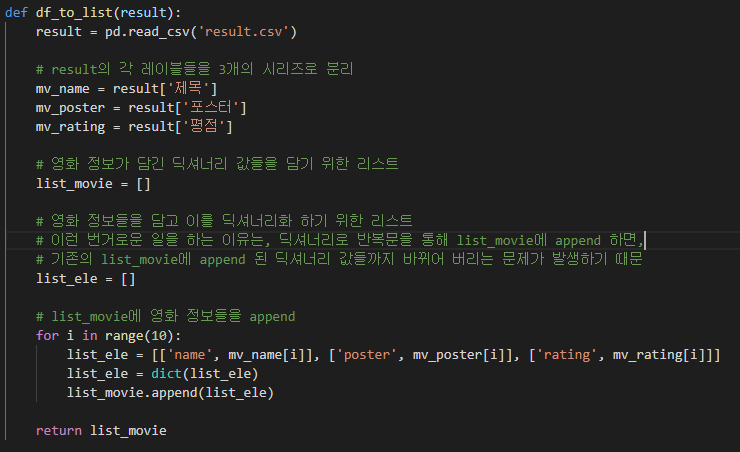 def df_to_list(result):
    result = pd.read_csv('result.csv')
    # result의 각 레이블들을 3개의 시리즈로 분리
    mv_name = result['제목']
    mv_poster = result['포스터']
    mv_rating = result['평점']
    # 영화 정보가 담긴 딕셔너리 값들을 담기 위한 리스트
    list_movie = []
    # 영화 정보들을 담고 이를 딕셔너리화 하기 위한 리스트
    # 이런 번거로운 일을 하는 이유는, 딕셔너리로 반복문을 통해 list_movie에 append 하면,
    # 기존의 list_movie에 append 된 딕셔너리 값들까지 바뀌어 버리는 문제가 발생하기 때문
    list_ele = []
    # list_movie에 영화 정보들을 append
    for i in range(10):
        list_ele = [['name', mv_name[i]], ['poster', mv_poster[i]], ['rating', mv_rating[i]]]
        list_ele = dict(list_ele)
        list_movie.append(list_ele)
    return list_movie